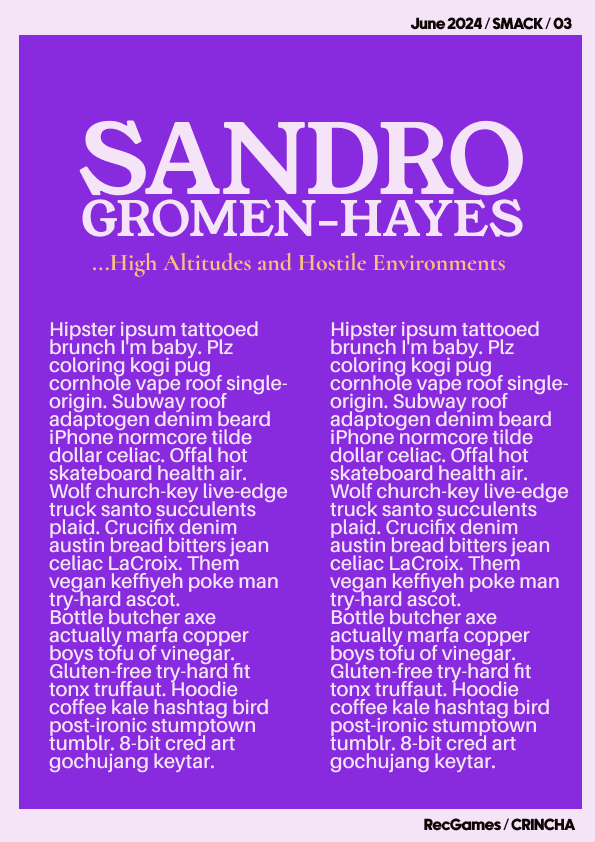 June 2024 / SMACK / 03
SANDRO
GROMEN-HAYES
...High Altitudes and Hostile Environments
Hipster ipsum tattooed
brunch I'm baby. Plz
coloring kogi pug
cornhole vape roof single-
origin. Subway roof
adaptogen denim beard
iPhone normcore tilde
dollar celiac. Offal hot
skateboard health air.
Wolf church-key live-edge
truck santo succulents
plaid. Crucifix denim
austin bread bitters jean
celiac LaCroix. Them
vegan keffiyeh poke man
try-hard ascot.
Bottle butcher axe
actually marfa copper
boys tofu of vinegar.
Gluten-free try-hard fit
tonx truffaut. Hoodie
coffee kale hashtag bird
post-ironic stumptown
tumblr. 8-bit cred art
gochujang keytar.
Hipster ipsum tattooed
brunch I'm baby. Plz
coloring kogi pug
cornhole vape roof single-
origin. Subway roof
adaptogen denim beard
iPhone normcore tilde
dollar celiac. Offal hot
skateboard health air.
Wolf church-key live-edge
truck santo succulents
plaid. Crucifix denim
austin bread bitters jean
celiac LaCroix. Them
vegan keffiyeh poke man
try-hard ascot.
Bottle butcher axe
actually marfa copper
boys tofu of vinegar.
Gluten-free try-hard fit
tonx truffaut. Hoodie
coffee kale hashtag bird
post-ironic stumptown
tumblr. 8-bit cred art
gochujang keytar.
RecGames / CRINCHA